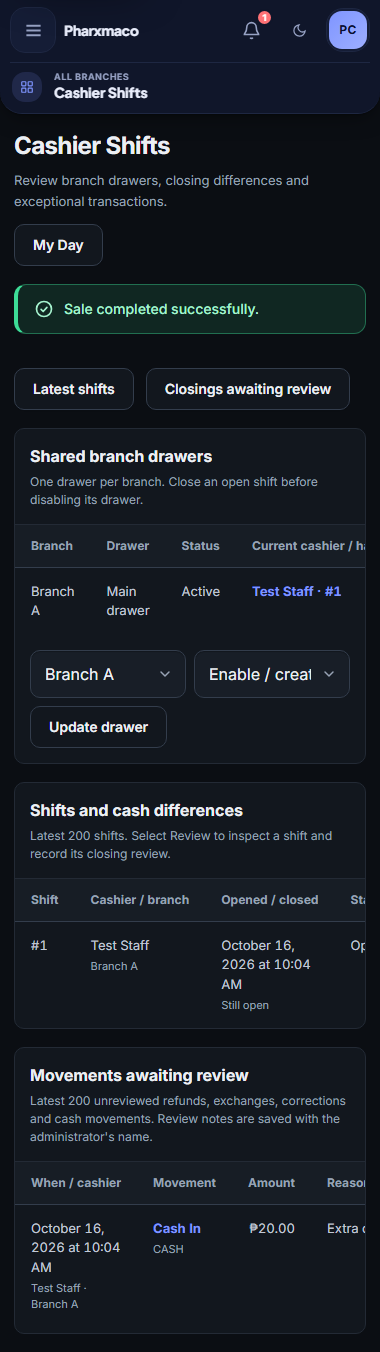 Pharxmaco
1
PC
ALL BRANCHES
Cashier Shifts
Cashier Shifts
Review branch drawers, closing differences and
exceptional transactions.
My Day
Sale completed successfully.
Latest shifts
Closings awaiting review
Shared branch drawers
One drawer per branch. Close an open shift before
disabling its drawer.
Branch Drawer Status Current cashier / ha
Branch A Main drawer Active Test Staff · #1
Branch A
Enable / creat
Update drawer
Shifts and cash differences
Latest 200 shifts. Select Review to inspect a shift and
record its closing review.
Shift Cashier / branch Opened / closed Sta
#1 Test Staff October 16, Op
Branch A 2026 at 10:04
AM
Still open
Movements awaiting review
Latest 200 unreviewed refunds, exchanges, corrections
and cash movements. Review notes are saved with the
administrator's name.
When / cashier Movement Amount Reason
October 16, Cash In ₱20.00 Extra c
2026 at 10:04 CASH
AM
Test Staff ·
Branch A